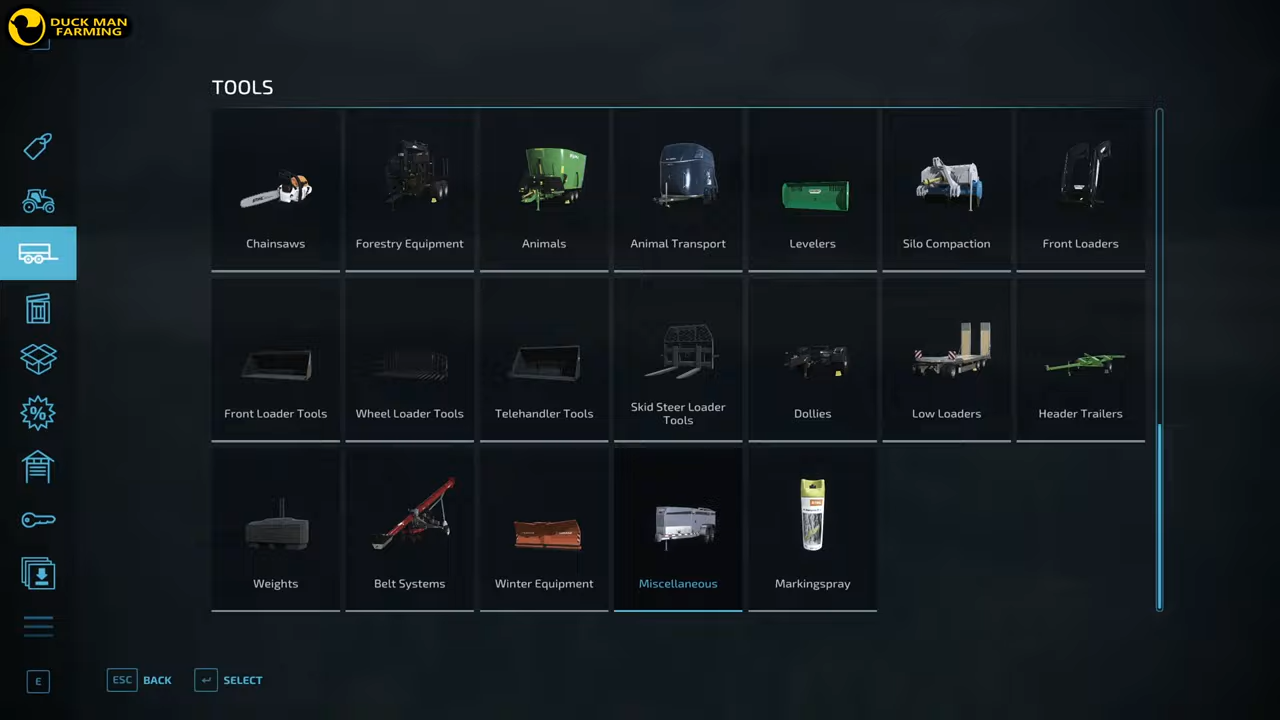 DUCK MAN
FARMING
TOOLS
Chainsaws
Forestry Equipment
Animals
Animal Transport
Levelers
Silo Compaction
Front Loaders
Front Loader Tools
Wheel Loader Tools
Telehandler Tools
Skid Steer Loader
Tools
Dollies
Low Loaders
Header Trailers
Weights
Belt Systems
Winter Equipment
Miscellaneous
Markingspray
E
ESC BACK
SELECT